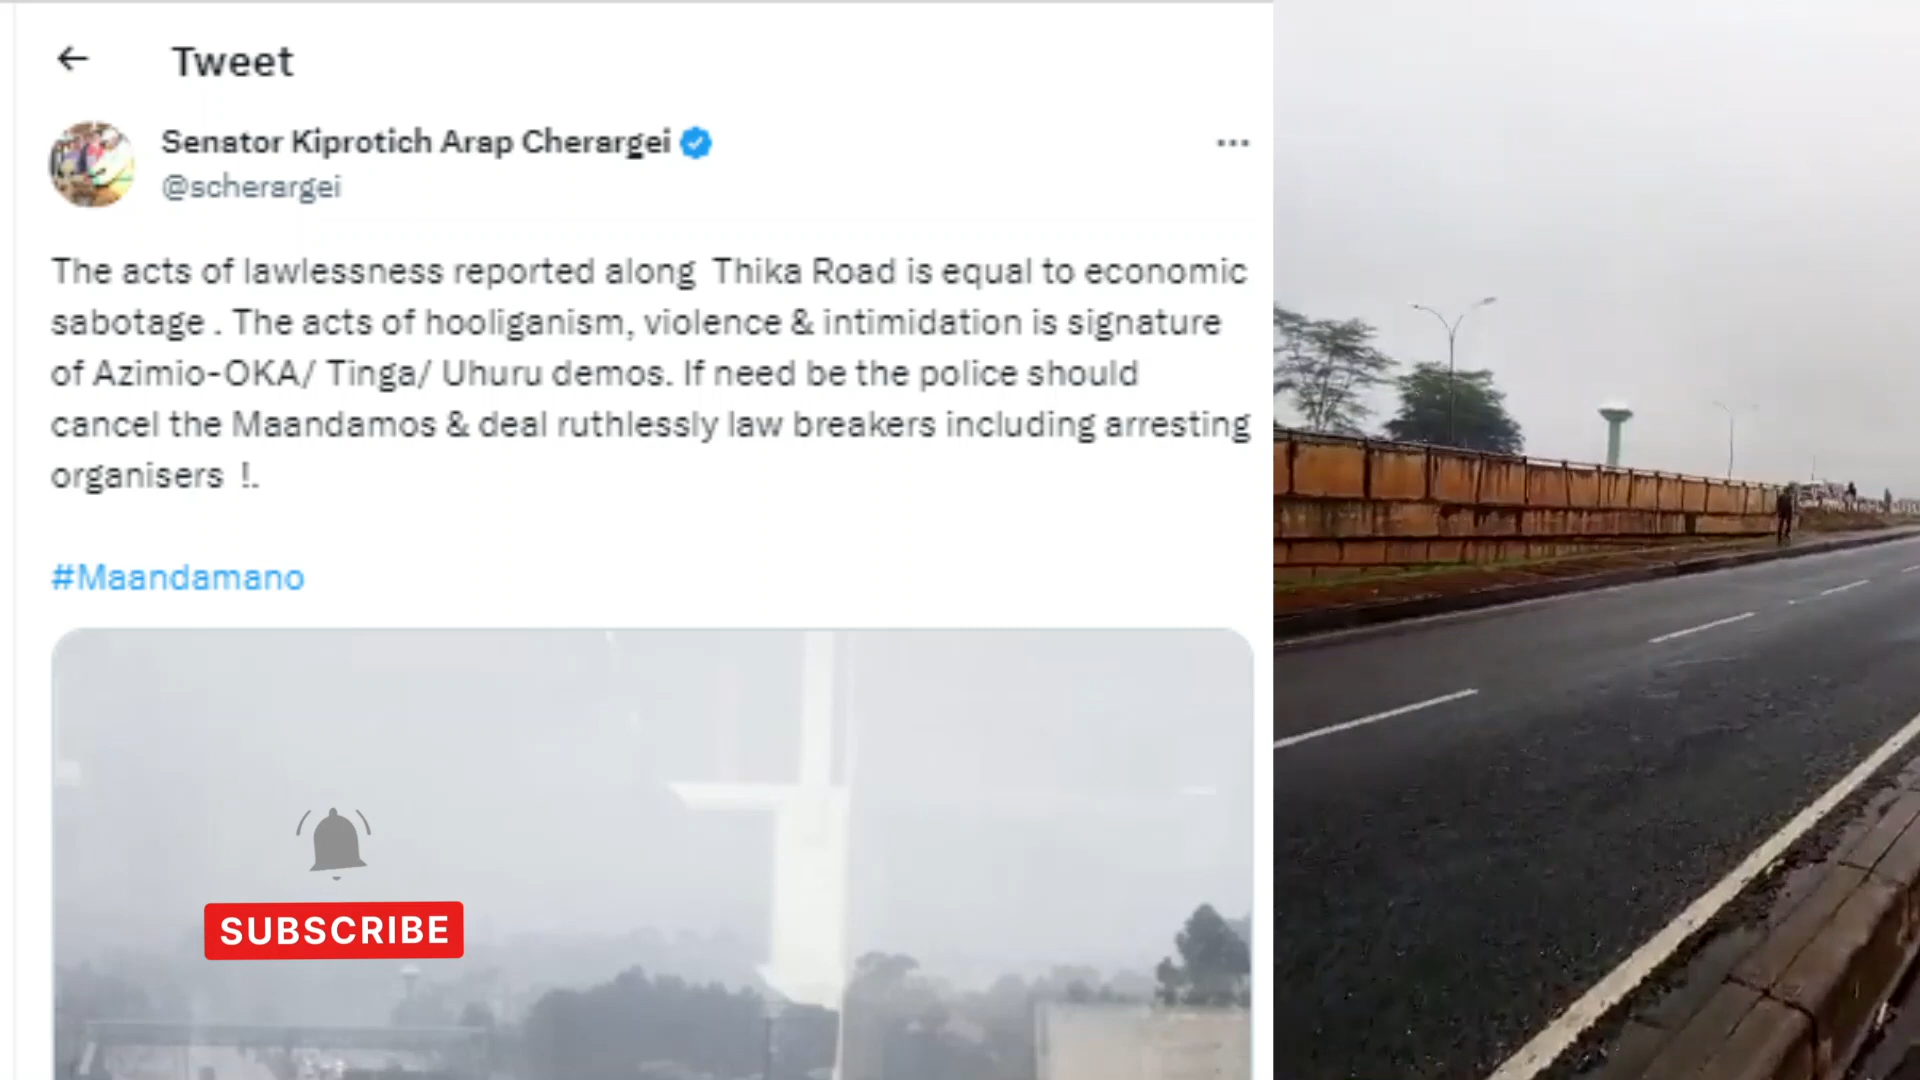 Tweet
Senator Kiprotich Arap Cherargei
@scherargei
The acts of lawlessness reported along Thika Road is equal to economic
sabotage . The acts of hooliganism, violence & intimidation is signature
of Azimio-OKA/ Tinga/ Uhuru demos. If need be the police should
cancel the Maandamos & deal ruthlessly law breakers including arresting
organisers !.
#Maandamano
SUBSCRIBE